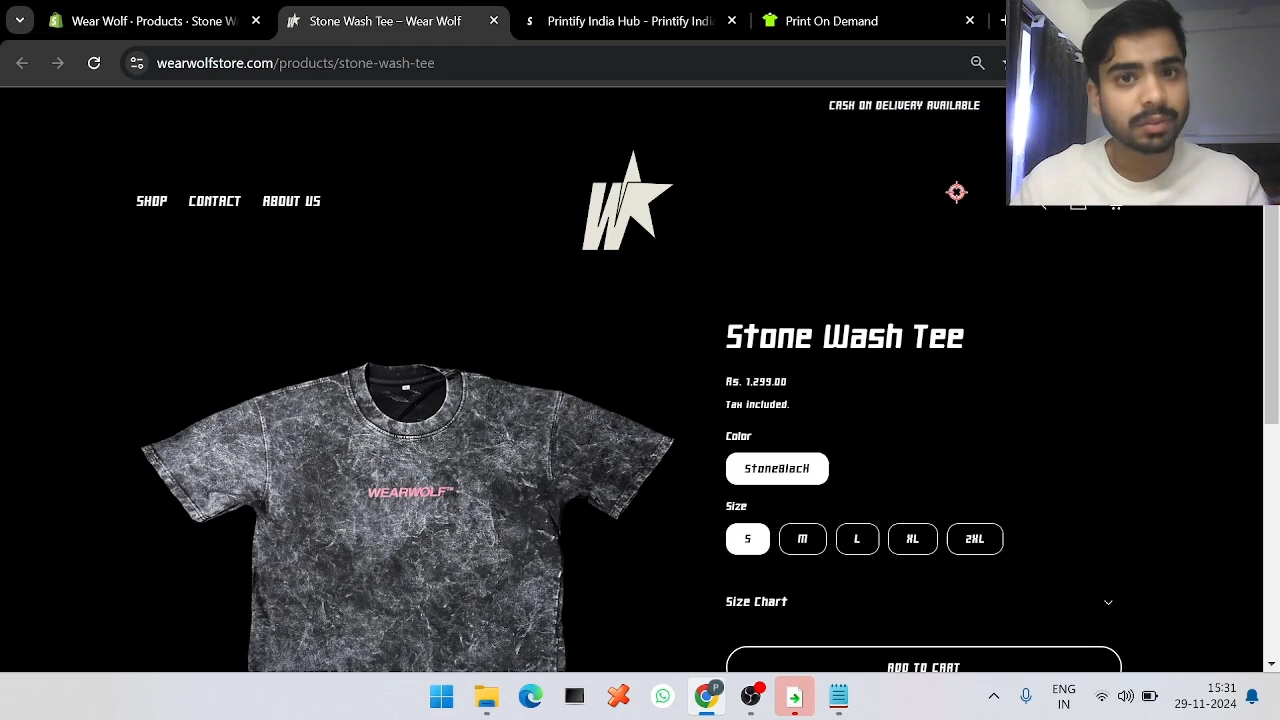 Wear Wolf · Products · Stone W
Stone Wash Tee – Wear Wolf
Printify India Hub - Printify Indi
Print On Demand
wearwolfstore.com/products/stone-wash-tee
CASH ON DELIVERY AVAILABLE
SHOP
CONTACT
ABOUT US
W
Stone Wash Tee
Rs. 1,299.00
Tax included.
Color
StoneBlack
WEARWOLF™
Size
S
M
L
XL
2XL
Size Chart
ADD TO CART
ENG
IN
15:31
29-11-2024